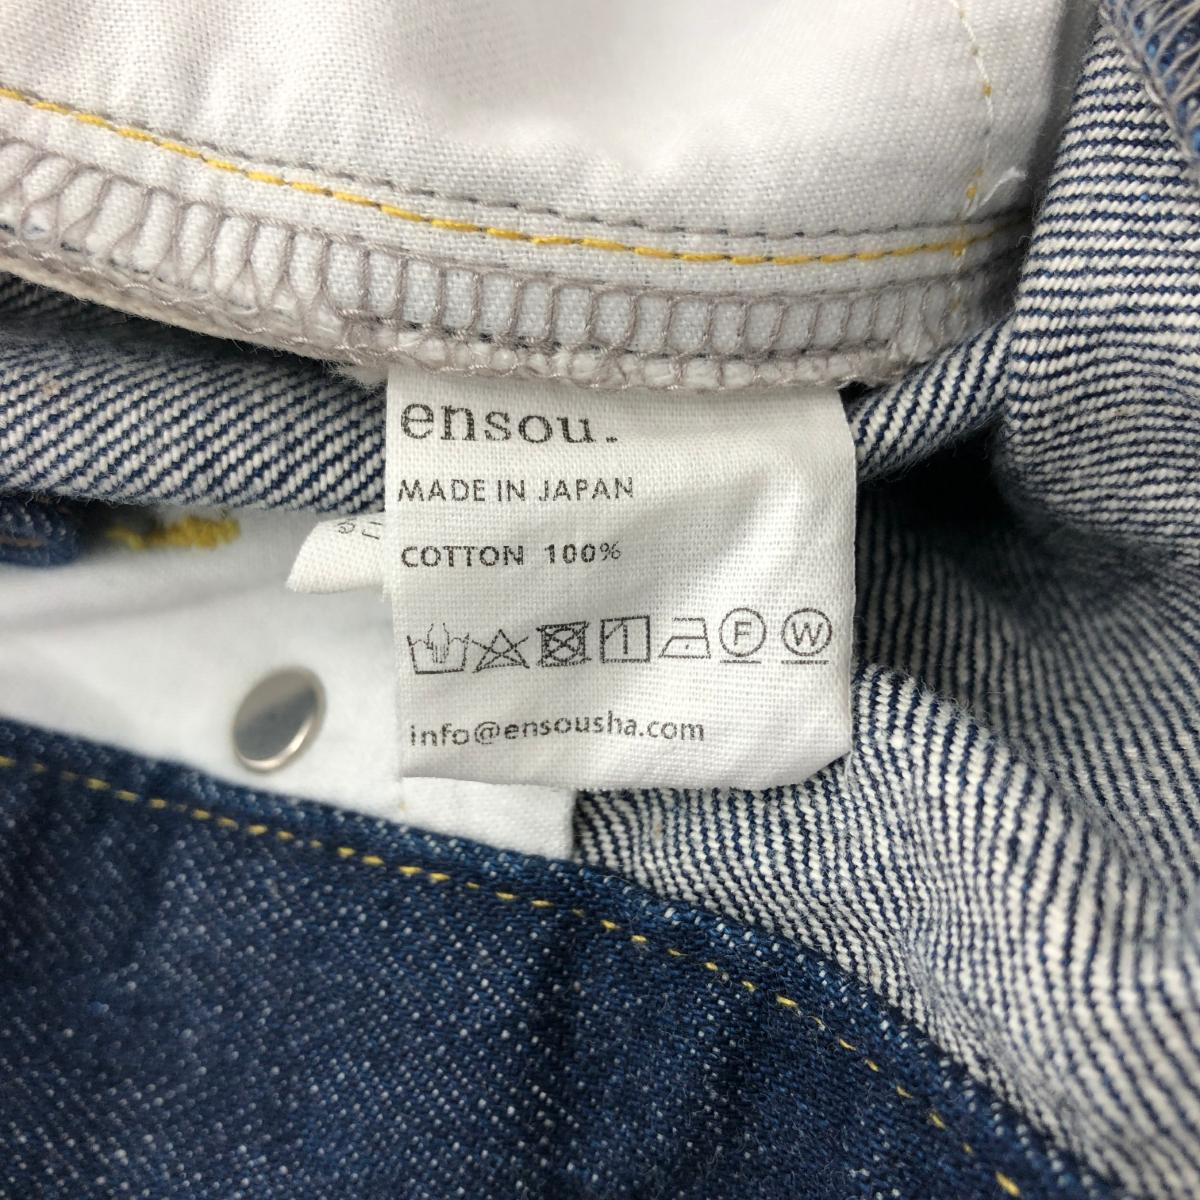 ensou.
MADE IN JAPAN
COTTON 100%
F W
info@ensousha.com